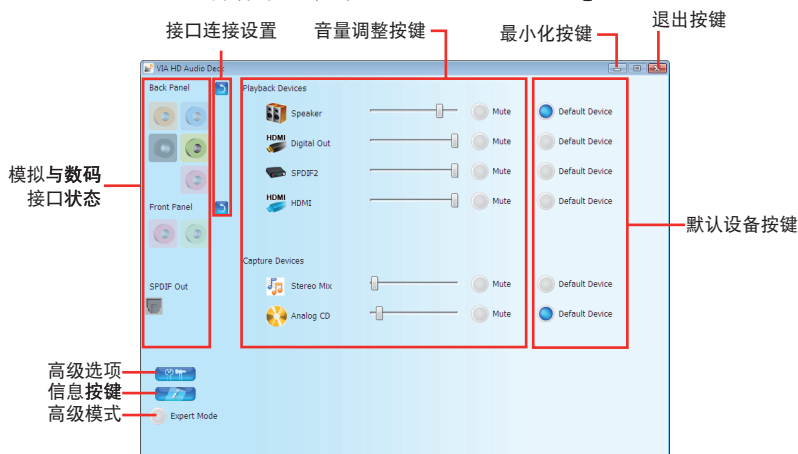 接口连接设置
音量调整按键
最小化按键
退出按键
VIA HD Audio Deck
Back Panel
Playback Devices
Speaker
Mute
Default Device
HDMI
Digital Out
Mute
Default Device
SPDIF2
Mute
Default Device
模拟与数码
接口状态
Front Panel
HDMI
HDMI
Mute
Default Device
默认设备按键
Capture Devices
SPDIF Out
Stereo Mix
Mute
Default Device
Analog CD
Mute
Default Device
高级选项
信息按键
高级模式
Expert Mode